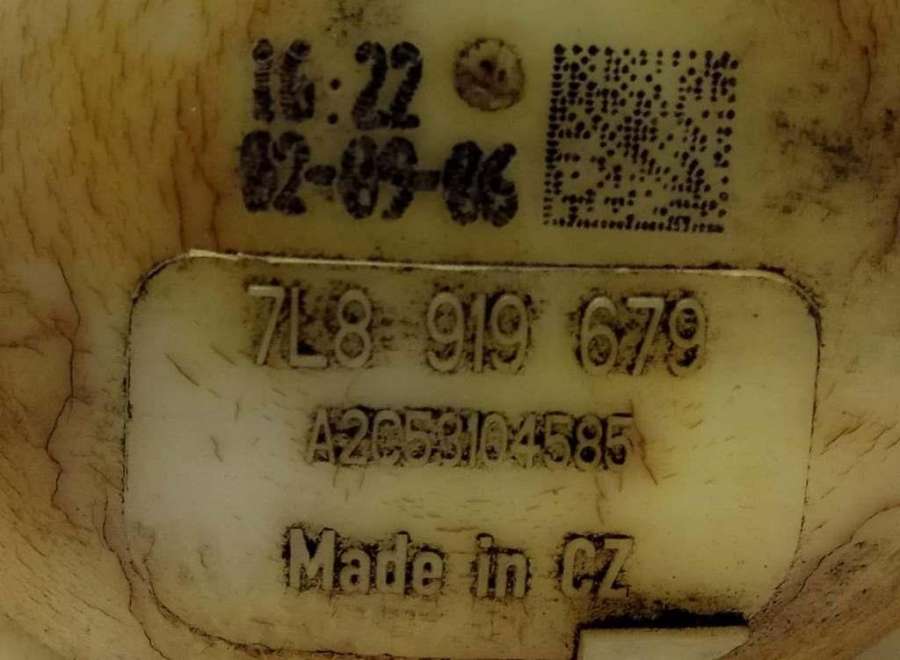 16:22
02-09-06
7L8 919 679
A2C53104585
Made in CZ